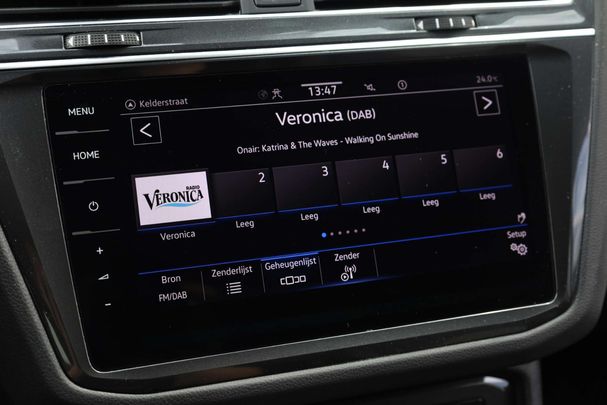 MENU
HOME
Kelderstraat
13:47
24.0°C
Veronica (DAB)
Onair: Katrina & The Waves - Walking On Sunshine
RADIO
VERONICA
2
3
4
5
6
Veronica
Leeg
Leeg
Leeg
Leeg
Leeg
Bron
FM/DAB
Zenderlijst
Geheugenlijst
Zender
Setup